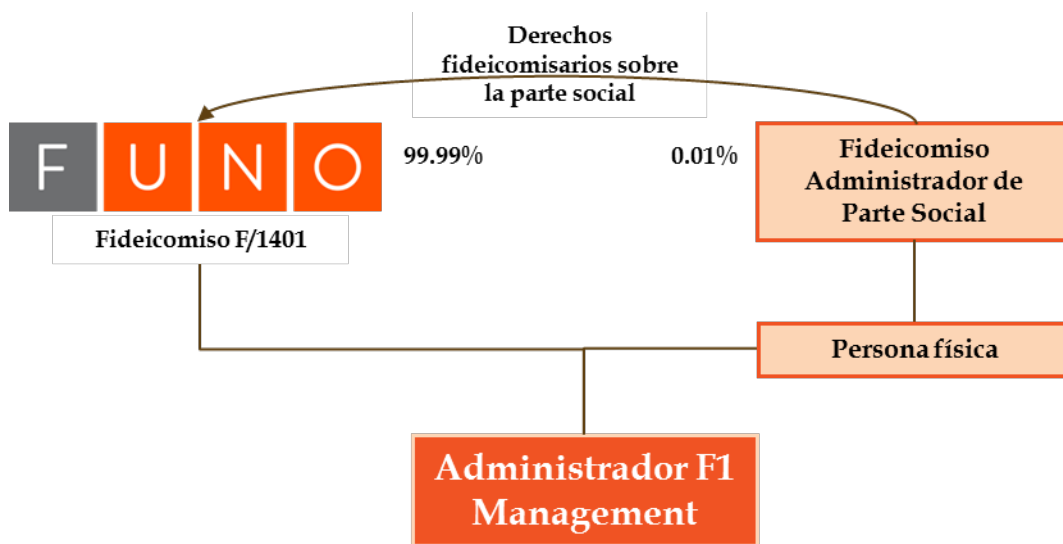 Derechos
fideicomisarios sobre
la parte social
FUNO
99.99%
0.01%
Fideicomiso
Administrador de
Parte Social
Fideicomiso F/1401
Persona física
Administrador F1
Management